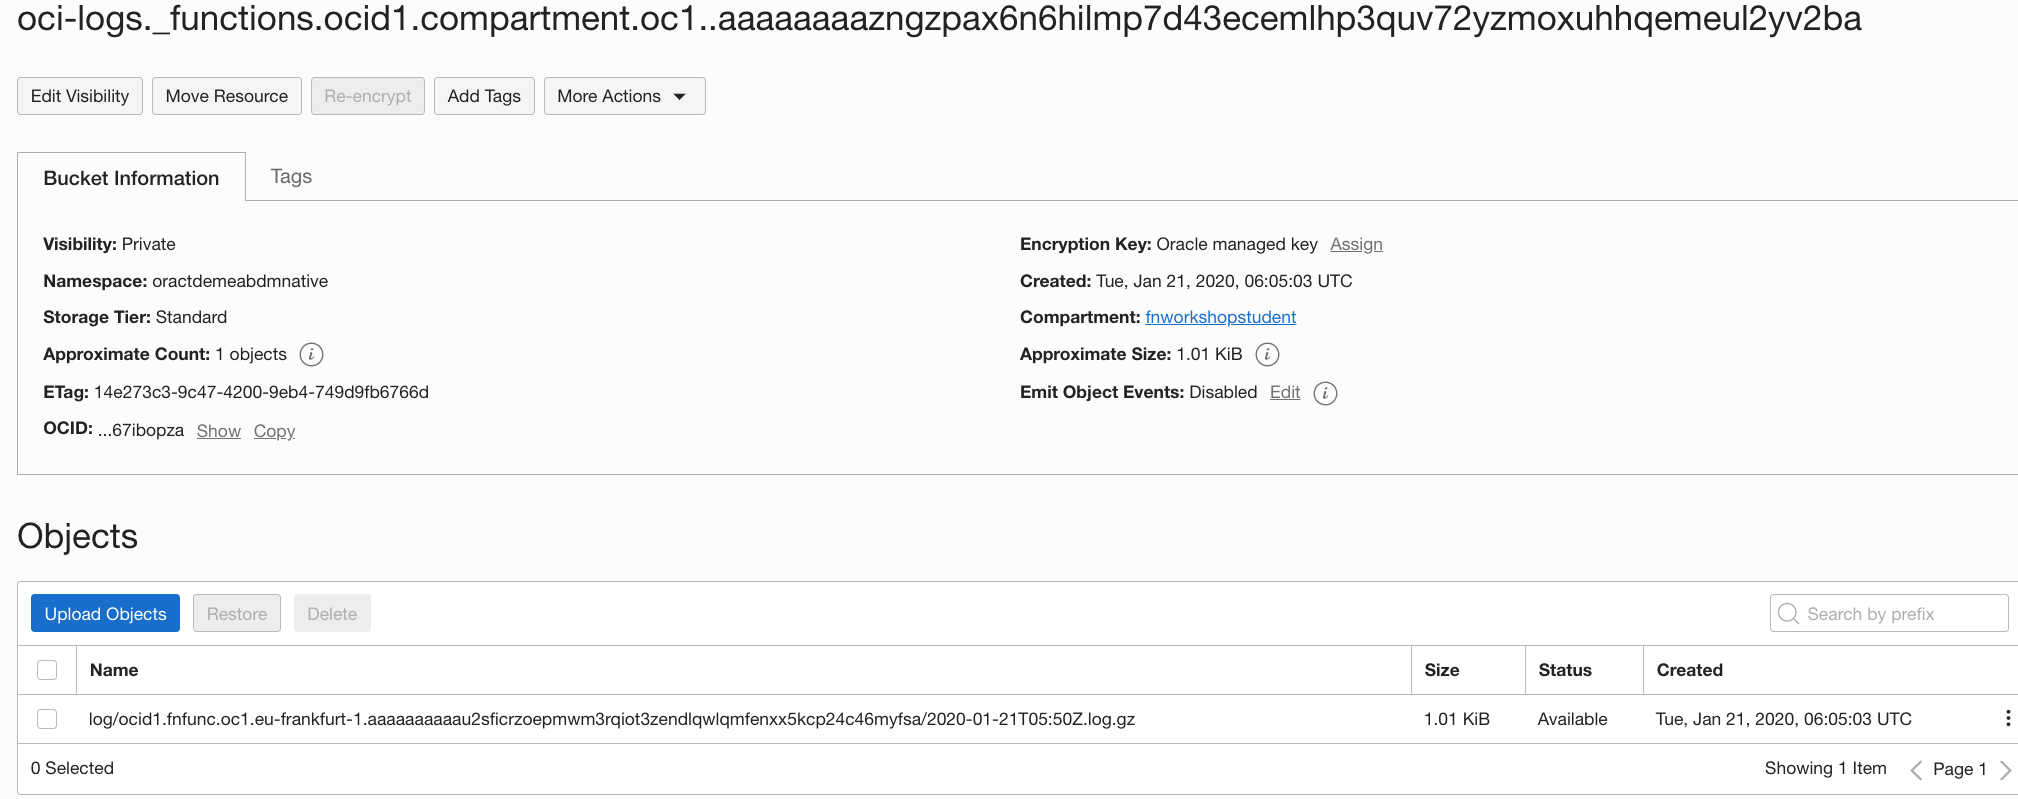 oci-logs._functions.ocid1.compartment.oc1..aaaaaaaazngzpax6n6hilmp7d43ecemlhp3quv72yzmoxuhhqemeul2yv2ba
Edit Visibility Move Resource Re-encrypt Add Tags More Actions
Bucket Information Tags
Visibility: Private Encryption Key: Oracle managed key Assign
Namespace: oractdemeabdmnative Created: Tue, Jan 21, 2020, 06:05:03 UTC
Storage Tier: Standard Compartment: fnworkshopstudent
Approximate Count: 1 objects i Approximate Size: 1.01 KiB i
ETag: 14e273c3-9c47-4200-9eb4-749d9fb6766d Emit Object Events: Disabled Edit i
OCID: ...67ibopza Show Copy
Objects
Upload Objects Restore Delete Search by prefix
Name Size Status Created
log/ocid1.fnfunc.oc1.eu-frankfurt-1.aaaaaaaaaau2sficrzoepmwm3rqiot3zendlqwlqmfenxx5kcp24c46myfsa/2020-01-21T05:50Z.log.gz 1.01 KiB Available Tue, Jan 21, 2020, 06:05:03 UTC
0 Selected Showing 1 Item Page 1